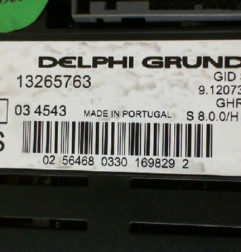 DELPHI GRUND
13265763 GID
9.12073
GHR
03 4543 MADE IN PORTUGAL S 8.0.0/H
S
02 56468 0330 169829 2